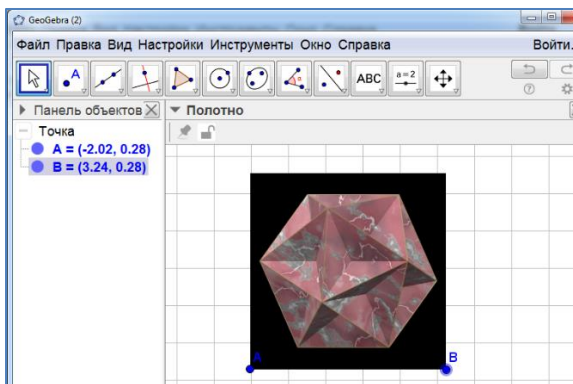 GeoGebra (2)
Файл Правка Вид Настройки Инструменты Окно Справка Войти...
A ABC a=2
Панель объектов Полотно
Точка
A = (-2.02, 0.28)
B = (3.24, 0.28)
A B